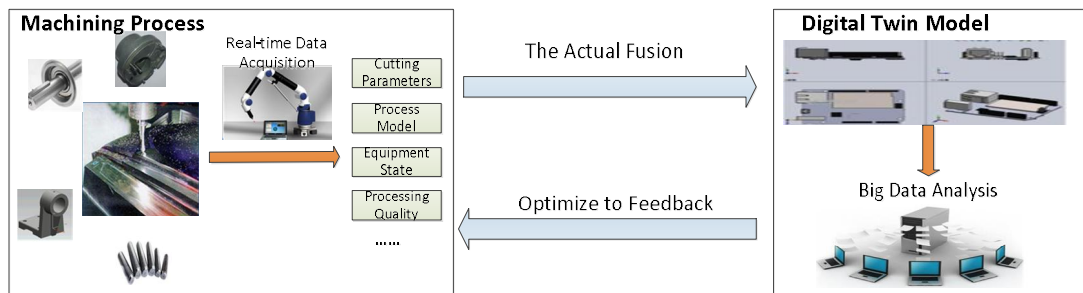 Machining Process
Real-time Data
Acquisition
Cutting
Parameters
Process
Model
Equipment
State
Processing
Quality
......
The Actual Fusion
Optimize to Feedback
Digital Twin Model
Big Data Analysis